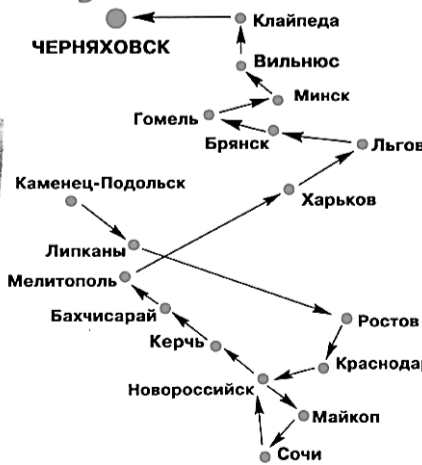 Клайпеда
ЧЕРНЯХОВСК
Вильнюс
Минск
Гомель
Брянск
Льгов
Каменец-Подольск
Харьков
Липканы
Мелитополь
Бахчисарай
Ростов
Керчь
Краснодар
Новороссийск
Майкоп
Сочи